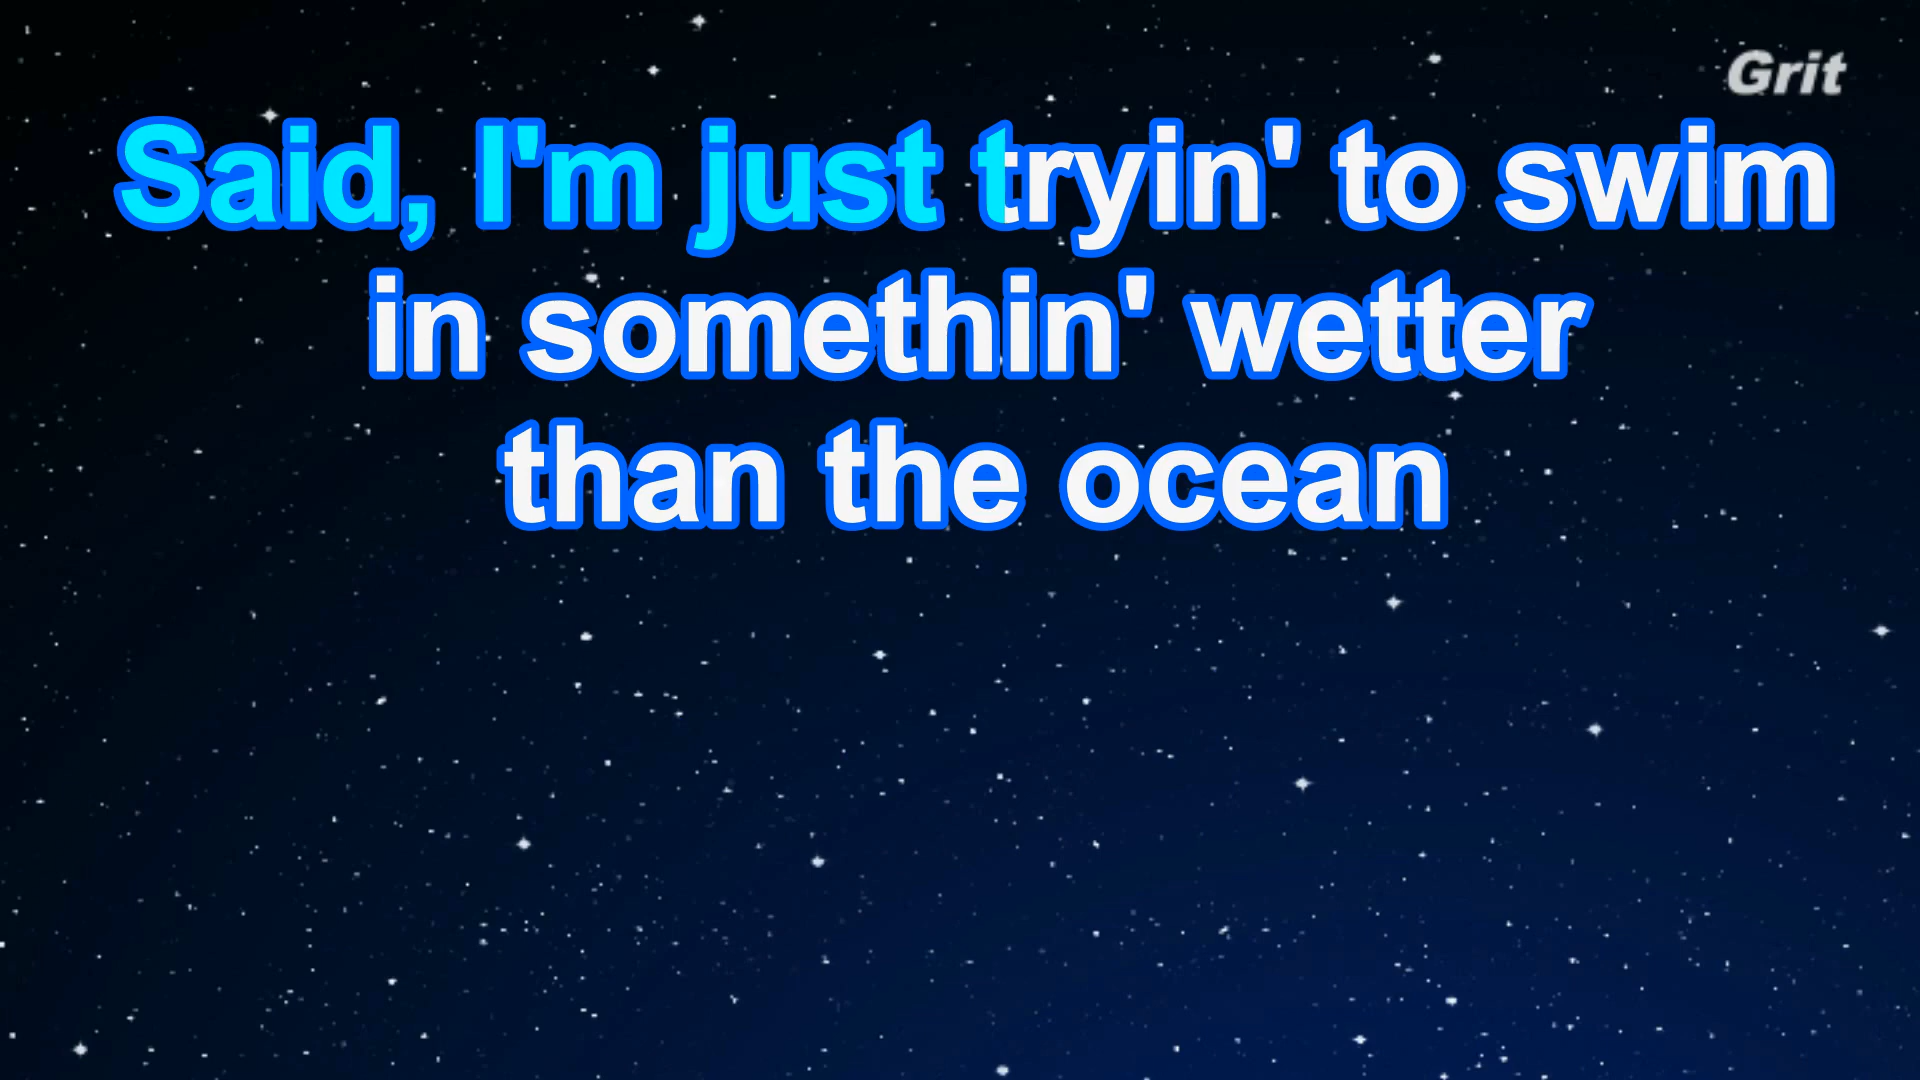 Grit
Said, I'm just tryin' to swim
in somethin' wetter
than the ocean